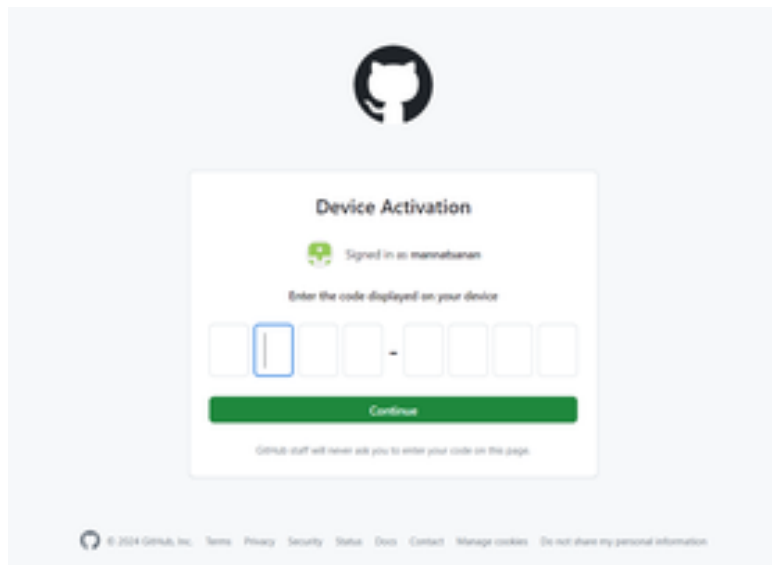 Device Activation
Signed in as mannatsanan
Enter the code displayed on your device
-
Continue
GitHub staff will never ask you to enter your code on this page.
© 2024 GitHub, Inc. Terms Privacy Security Status Docs Contact Manage cookies Do not share my personal information